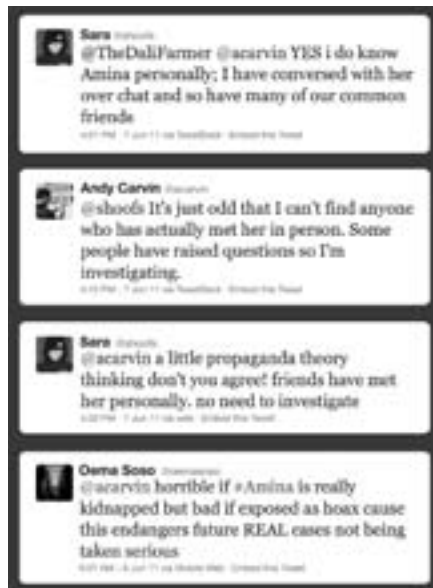 Sara @shoofs
@TheDaliFarmer @acarvin YES i do know
Amina personally; I have conversed with her
over chat and so have many of our common
friends
Andy Carvin @acarvin
@shoofs It's just odd that I can't find anyone
who has actually met her in person. Some
people have raised questions so I'm
investigating.
Sara @shoofs
@acarvin a little propaganda theory
thinking don't you agree! friends have met
her personally. no need to investigate
Oema Soso
@acarvin horrible if #Amina is really
kidnapped but bad if exposed as hoax cause
this endangers future REAL cases not being
taken serious